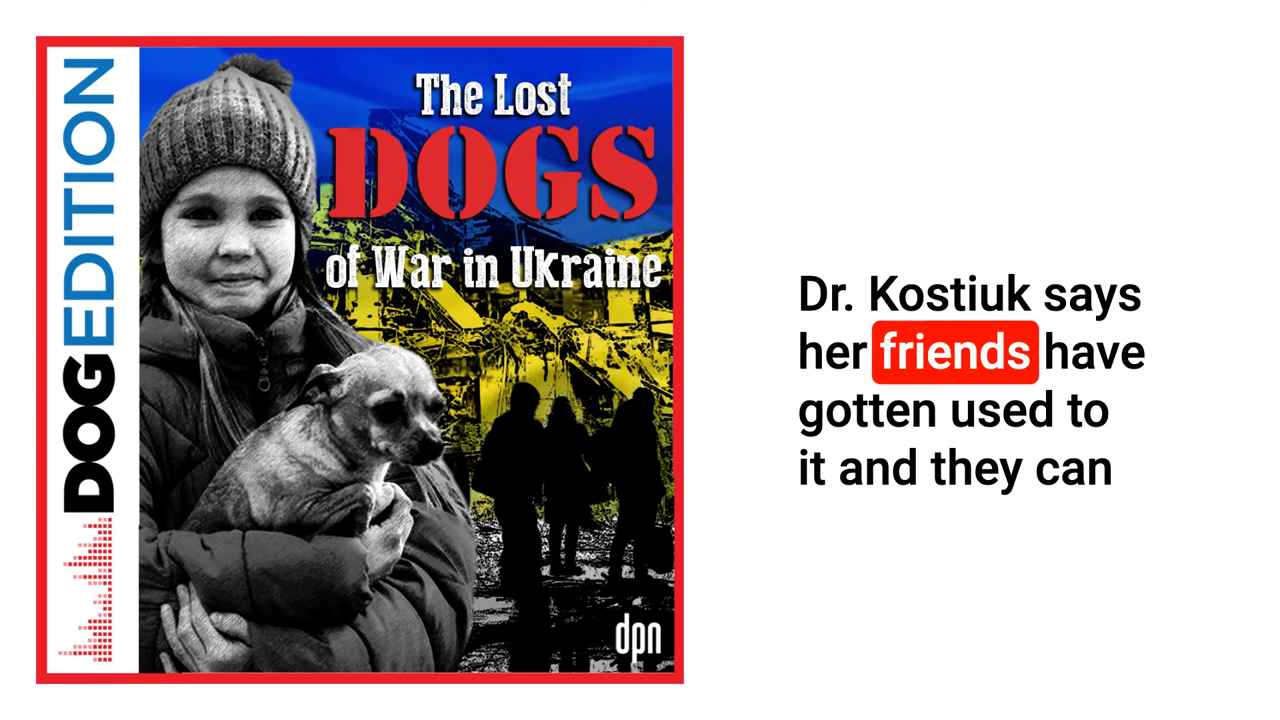 DOGEDITION
The Lost
DOGS
of War in Ukraine
dpn
Dr. Kostiuk says
her friends have
gotten used to
it and they can